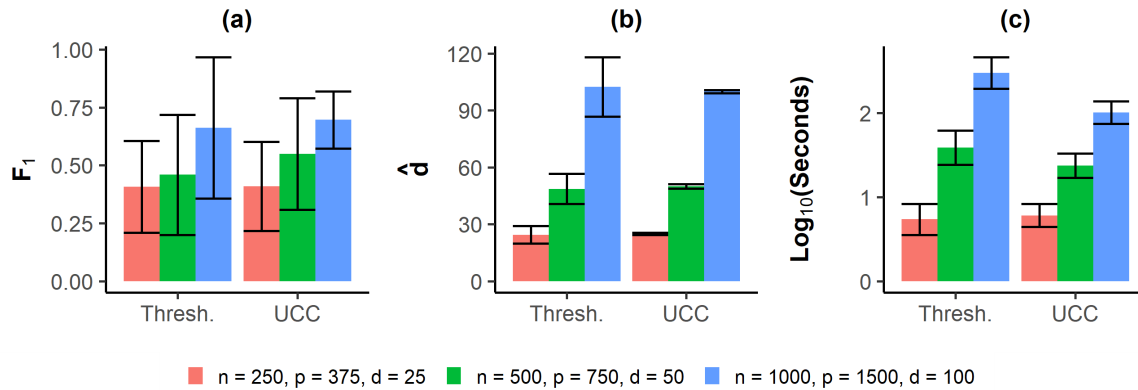 (a)
F₁
1.00
0.75
0.50
0.25
0.00
Thresh. UCC
(b)
d̂
120
90
60
30
0
Thresh. UCC
(c)
Log₁₀(Seconds)
2
1
0
Thresh. UCC
n = 250, p = 375, d = 25 n = 500, p = 750, d = 50 n = 1000, p = 1500, d = 100